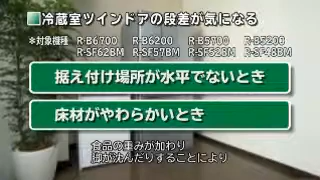 冷蔵室ツインドアの段差が気になる
※対象機種 R-B6700 R-B6200 R-B5700 R-B5200
R-SF62BM R-SF57BM R-SF52BM R-SF48BM
据え付け場所が水平でないとき
床材がやわらかいとき
食品の重みが加わり
脚が沈んだりすることにより